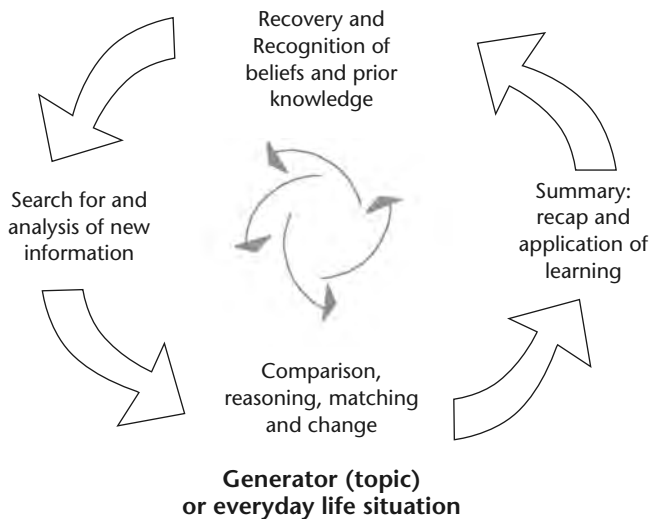 Recovery and
Recognition of
beliefs and prior
knowledge
Search for and
analysis of new
information
Summary:
recap and
application of
learning
Comparison,
reasoning, matching
and change
Generator (topic)
or everyday life situation